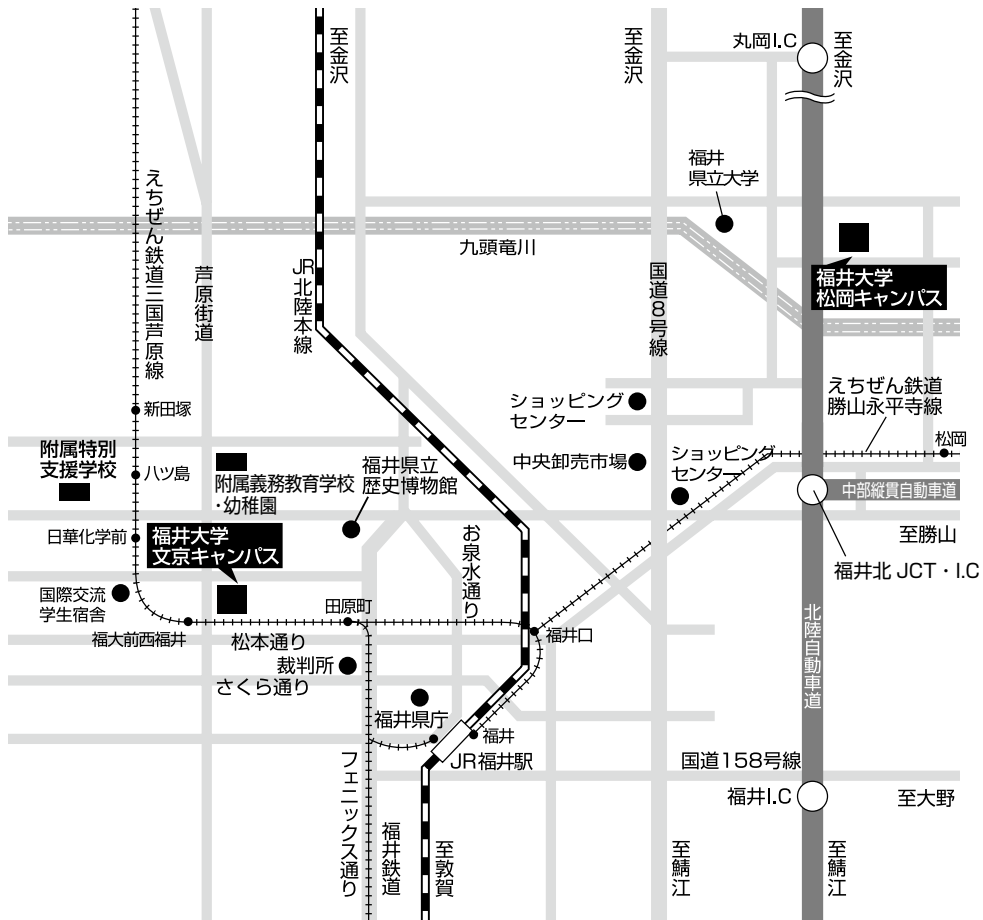 至金沢
至金沢
丸岡I.C
至金沢
福井
県立大学
えちぜん鉄道三国芦原線
芦原街道
JR北陸本線
九頭竜川
国道8号線
福井大学
松岡キャンパス
新田塚
ショッピング
センター
えちぜん鉄道
勝山永平寺線
松岡
附属特別
支援学校
八ツ島
附属義務教育学校
・幼稚園
福井県立
歴史博物館
中央卸売市場
ショッピング
センター
中部縦貫自動車道
日華化学前
福井大学
文京キャンパス
お泉水通り
至勝山
福井北 JCT・I.C
国際交流
学生宿舎
田原町
福大前西福井
松本通り
福井口
北陸自動車道
裁判所
さくら通り
福井県庁
福井
JR福井駅
国道158号線
福井I.C
至大野
フェニックス通り
福井鉄道
至敦賀
至鯖江
至鯖江